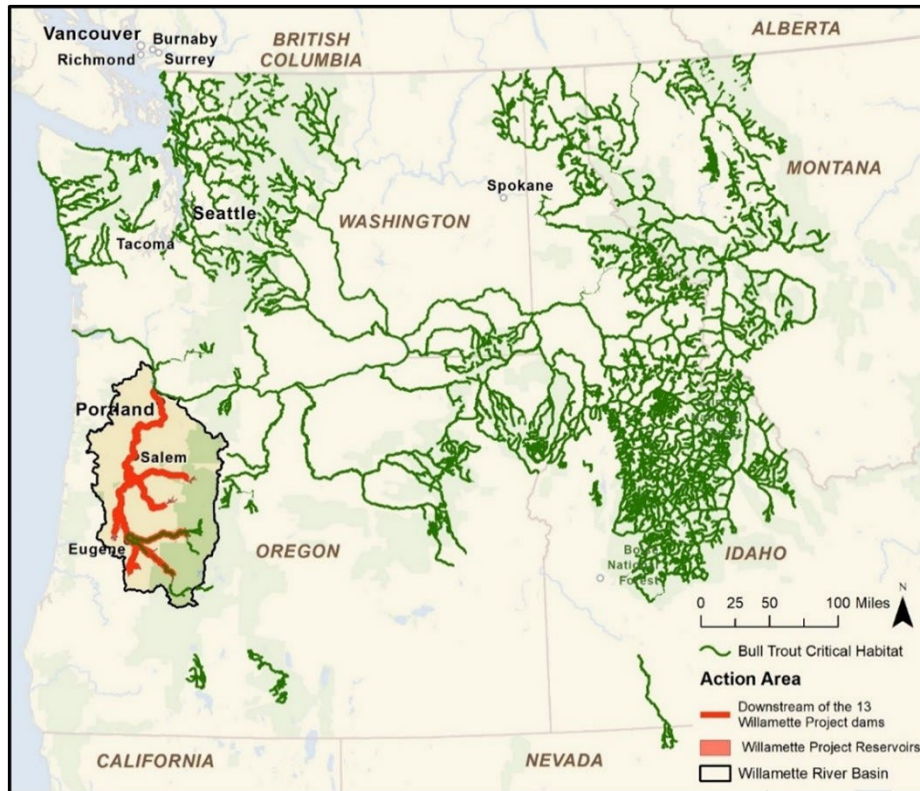 Vancouver
Burnaby
Richmond
Surrey
BRITISH
COLUMBIA
ALBERTA
MONTANA
Spokane
Seattle
WASHINGTON
Tacoma
Portland
Salem
Eugene
OREGON
National
Forest
IDAHO
N
0 25 50 100 Miles
Bull Trout Critical Habitat
Action Area
Downstream of the 13
Willamette Project dams
Willamette Project Reservoirs
Willamette River Basin
CALIFORNIA
NEVADA